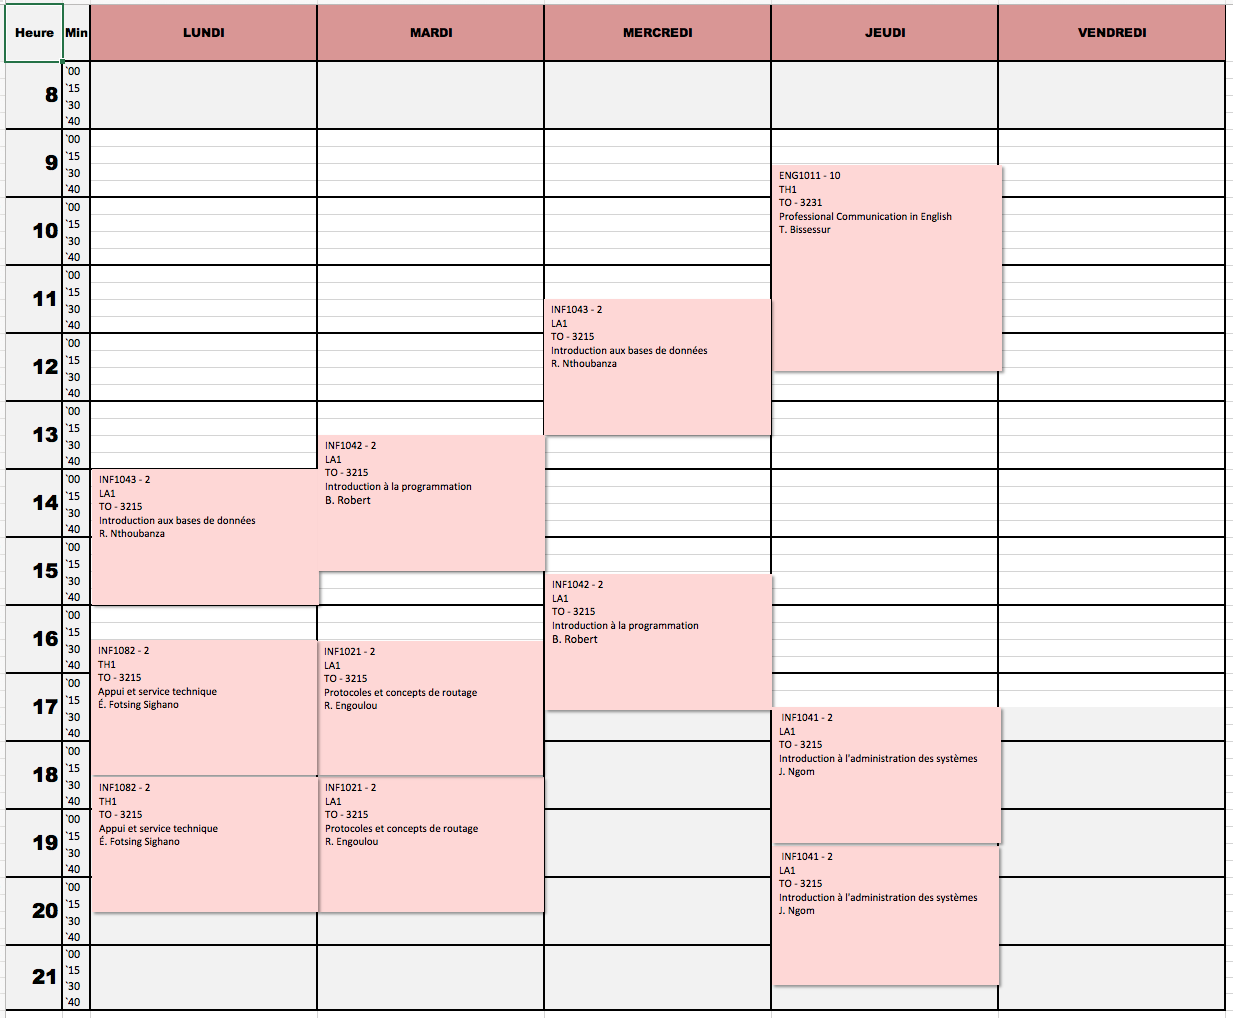 Heure Min LUNDI MARDI MERCREDI JEUDI VENDREDI
8
`00
`15
`30
`40
9
`00
`15
`30
`40
ENG1011 - 10
TH1
TO - 3231
Professional Communication in English
T. Bissessur
10
`00
`15
`30
`40
11
`00
`15
`30
`40
INF1043 - 2
LA1
TO - 3215
Introduction aux bases de données
R. Nthoubanza
12
`00
`15
`30
`40
13
`00
`15
`30
`40
INF1042 - 2
LA1
TO - 3215
Introduction à la programmation
B. Robert
14
`00
`15
`30
`40
INF1043 - 2
LA1
TO - 3215
Introduction aux bases de données
R. Nthoubanza
15
`00
`15
`30
`40
INF1042 - 2
LA1
TO - 3215
Introduction à la programmation
B. Robert
16
`00
`15
`30
`40
INF1082 - 2
TH1
TO - 3215
Appui et service technique
É. Fotsing Sighano
INF1021 - 2
LA1
TO - 3215
Protocoles et concepts de routage
R. Engoulou
17
`00
`15
`30
`40
INF1041 - 2
LA1
TO - 3215
Introduction à l'administration des systèmes
J. Ngom
18
`00
`15
`30
`40
INF1082 - 2
TH1
TO - 3215
Appui et service technique
É. Fotsing Sighano
INF1021 - 2
LA1
TO - 3215
Protocoles et concepts de routage
R. Engoulou
19
`00
`15
`30
`40
INF1041 - 2
LA1
TO - 3215
Introduction à l'administration des systèmes
J. Ngom
20
`00
`15
`30
`40
21
`00
`15
`30
`40